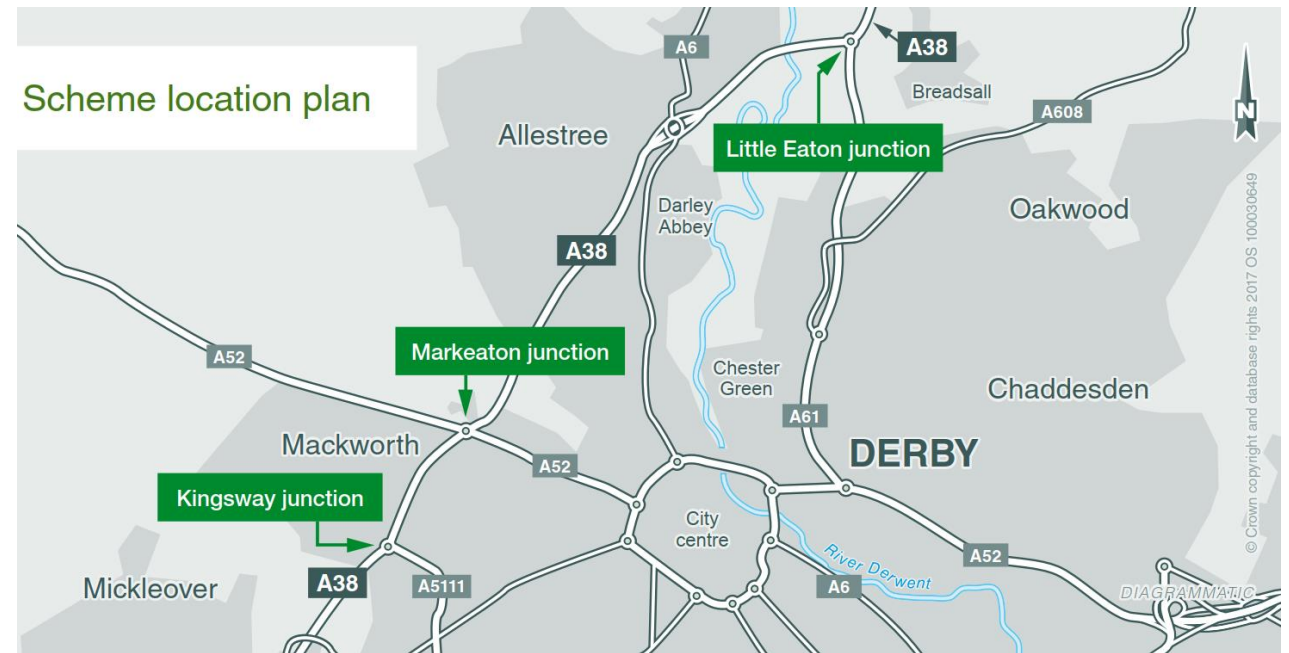 Scheme location plan
A6
A38
Breadsall
A608
N
Allestree
Little Eaton junction
Darley
Abbey
Oakwood
A38
© Crown copyright and database rights 2017 OS 100030649
A52
Markeaton junction
Chester
Green
Chaddesden
A61
Mackworth
A52
DERBY
Kingsway junction
City
centre
River Derwent
A52
Mickleover
A38
A5111
A6
DIAGRAMMATIC